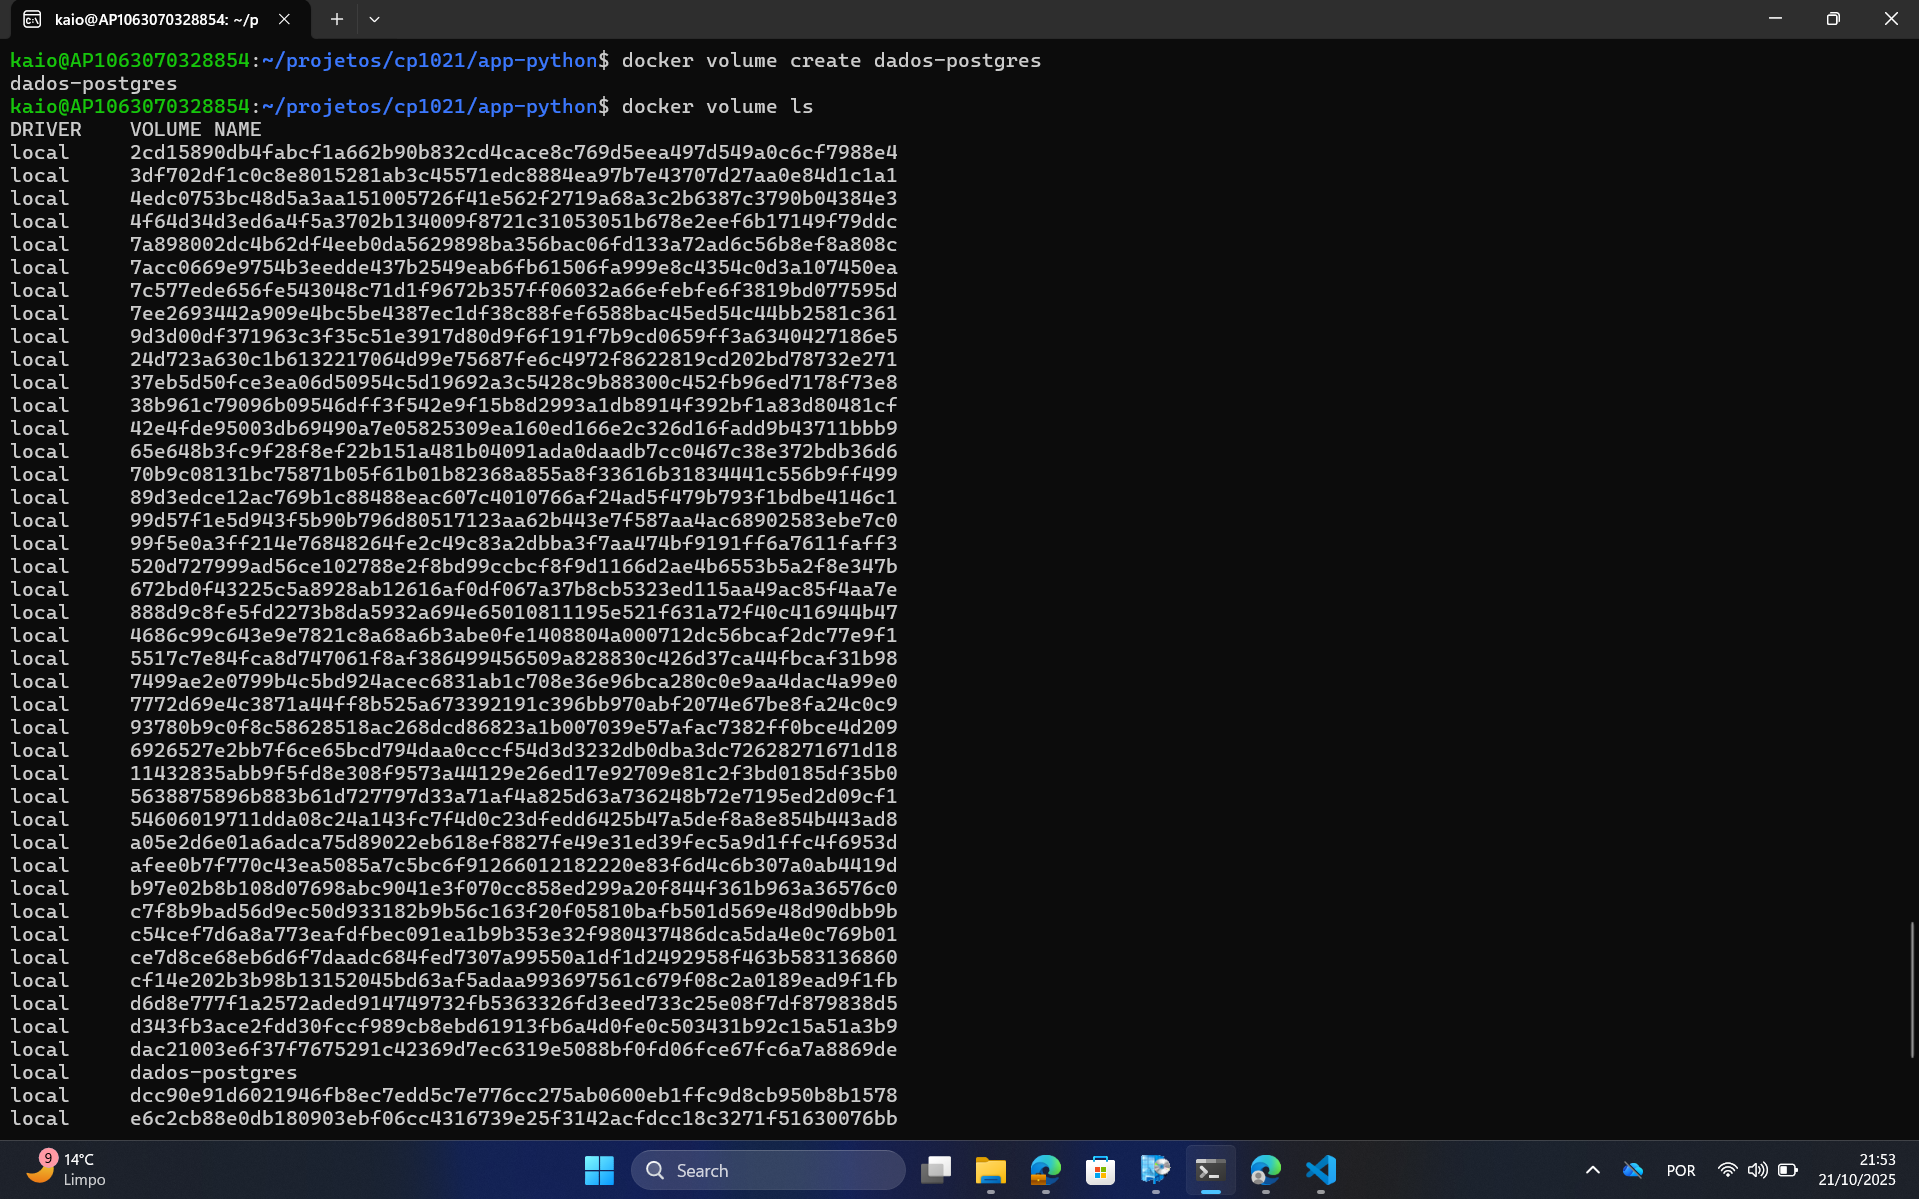 kaio@AP1063070328854: ~/p
kaio@AP1063070328854:~/projetos/cp1021/app-python$ docker volume create dados-postgres
dados-postgres
kaio@AP1063070328854:~/projetos/cp1021/app-python$ docker volume ls
DRIVER    VOLUME NAME
local     2cd15890db4fabcf1a662b90b832cd4cace8c769d5eea497d549a0c6cf7988e4
local     3df702df1c0c8e8015281ab3c45571edc8884ea97b7e43707d27aa0e84d1c1a1
local     4edc0753bc48d5a3aa151005726f41e562f2719a68a3c2b6387c3790b04384e3
local     4f64d34d3ed6a4f5a3702b134009f8721c31053051b678e2eef6b17149f79ddc
local     7a898002dc4b62df4eeb0da5629898ba356bac06fd133a72ad6c56b8ef8a808c
local     7acc0669e9754b3eedde437b2549eab6fb61506fa999e8c4354c0d3a107450ea
local     7c577ede656fe543048c71d1f9672b357ff06032a66efebfe6f3819bd077595d
local     7ee2693442a909e4bc5be4387ec1df38c88fef6588bac45ed54c44bb2581c361
local     9d3d00df371963c3f35c51e3917d80d9f6f191f7b9cd0659ff3a6340427186e5
local     24d723a630c1b6132217064d99e75687fe6c4972f8622819cd202bd78732e271
local     37eb5d50fce3ea06d50954c5d19692a3c5428c9b88300c452fb96ed7178f73e8
local     38b961c79096b09546dff3f542e9f15b8d2993a1db8914f392bf1a83d80481cf
local     42e4fde95003db69490a7e05825309ea160ed166e2c326d16fadd9b43711bbb9
local     65e648b3fc9f28f8ef22b151a481b04091ada0daadb7cc0467c38e372bdb36d6
local     70b9c08131bc75871b05f61b01b82368a855a8f33616b31834441c556b9ff499
local     89d3edce12ac769b1c88488eac607c4010766af24ad5f479b793f1bdbe4146c1
local     99d57f1e5d943f5b90b796d80517123aa62b443e7f587aa4ac68902583ebe7c0
local     99f5e0a3ff214e76848264fe2c49c83a2dbba3f7aa474bf9191ff6a7611faff3
local     520d727999ad56ce102788e2f8bd99ccbcf8f9d1166d2ae4b6553b5a2f8e347b
local     672bd0f43225c5a8928ab12616af0df067a37b8cb5323ed115aa49ac85f4aa7e
local     888d9c8fe5fd2273b8da5932a694e65010811195e521f631a72f40c416944b47
local     4686c99c643e9e7821c8a68a6b3abe0fe1408804a000712dc56bcaf2dc77e9f1
local     5517c7e84fca8d747061f8af386499456509a828830c426d37ca44fbcaf31b98
local     7499ae2e0799b4c5bd924acec6831ab1c708e36e96bca280c0e9aa4dac4a99e0
local     7772d69e4c3871a44ff8b525a673392191c396bb970abf2074e67be8fa24c0c9
local     93780b9c0f8c58628518ac268dcd86823a1b007039e57afac7382ff0bce4d209
local     6926527e2bb7f6ce65bcd794daa0cccf54d3d3232db0dba3dc72628271671d18
local     11432835abb9f5fd8e308f9573a44129e26ed17e92709e81c2f3bd0185df35b0
local     5638875896b883b61d727797d33a71af4a825d63a736248b72e7195ed2d09cf1
local     54606019711dda08c24a143fc7f4d0c23dfedd6425b47a5def8a8e854b443ad8
local     a05e2d6e01a6adca75d89022eb618ef8827fe49e31ed39fec5a9d1ffc4f6953d
local     afee0b7f770c43ea5085a7c5bc6f91266012182220e83f6d4c6b307a0ab4419d
local     b97e02b8b108d07698abc9041e3f070cc858ed299a20f844f361b963a36576c0
local     c7f8b9bad56d9ec50d933182b9b56c163f20f05810bafb501d569e48d90dbb9b
local     c54cef7d6a8a773eafdfbec091ea1b9b353e32f980437486dca5da4e0c769b01
local     ce7d8ce68eb6d6f7daadc684fed7307a99550a1df1d2492958f463b583136860
local     cf14e202b3b98b13152045bd63af5adaa993697561c679f08c2a0189ead9f1fb
local     d6d8e777f1a2572aded914749732fb5363326fd3eed733c25e08f7df879838d5
local     d343fb3ace2fdd30fccf989cb8ebd61913fb6a4d0fe0c503431b92c15a51a3b9
local     dac21003e6f37f7675291c42369d7ec6319e5088bf0fd06fce67fc6a7a8869de
local     dados-postgres
local     dcc90e91d6021946fb8ec7edd5c7e776cc275ab0600eb1ffc9d8cb950b8b1578
local     e6c2cb88e0db180903ebf06cc4316739e25f3142acfdcc18c3271f51630076bb
9
14°C
Limpo
Search
POR
21:53
21/10/2025